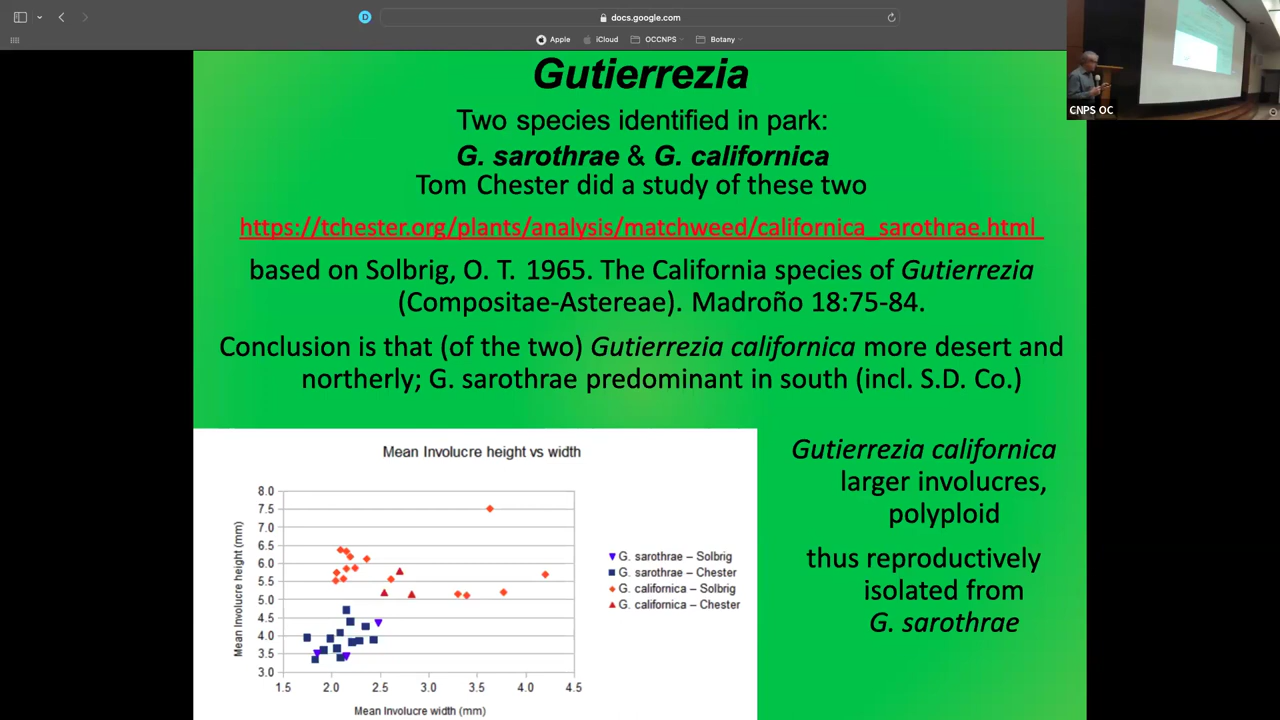 D
docs.google.com
Apple
iCloud
OCCNPS
Botany
CNPS OC
Gutierrezia
Two species identified in park:
G. sarothrae & G. californica
Tom Chester did a study of these two
https://tchester.org/plants/analysis/matchweed/californica_sarothrae.html
based on Solbrig, O. T. 1965. The California species of Gutierrezia
(Compositae-Astereae). Madroño 18:75-84.
Conclusion is that (of the two) Gutierrezia californica more desert and
northerly; G. sarothrae predominant in south (incl. S.D. Co.)
Mean Involucre height vs width
8.0
7.5
7.0
6.5
6.0
5.5
5.0
4.5
4.0
3.5
3.0
Mean Involucre height(mm)
1.5 2.0 2.5 3.0 3.5 4.0 4.5
Mean Involucre width (mm)
G. sarothrae – Solbrig
G. sarothrae – Chester
G. californica – Solbrig
G. californica – Chester
Gutierrezia californica
larger involucres,
polyploid
thus reproductively
isolated from
G. sarothrae